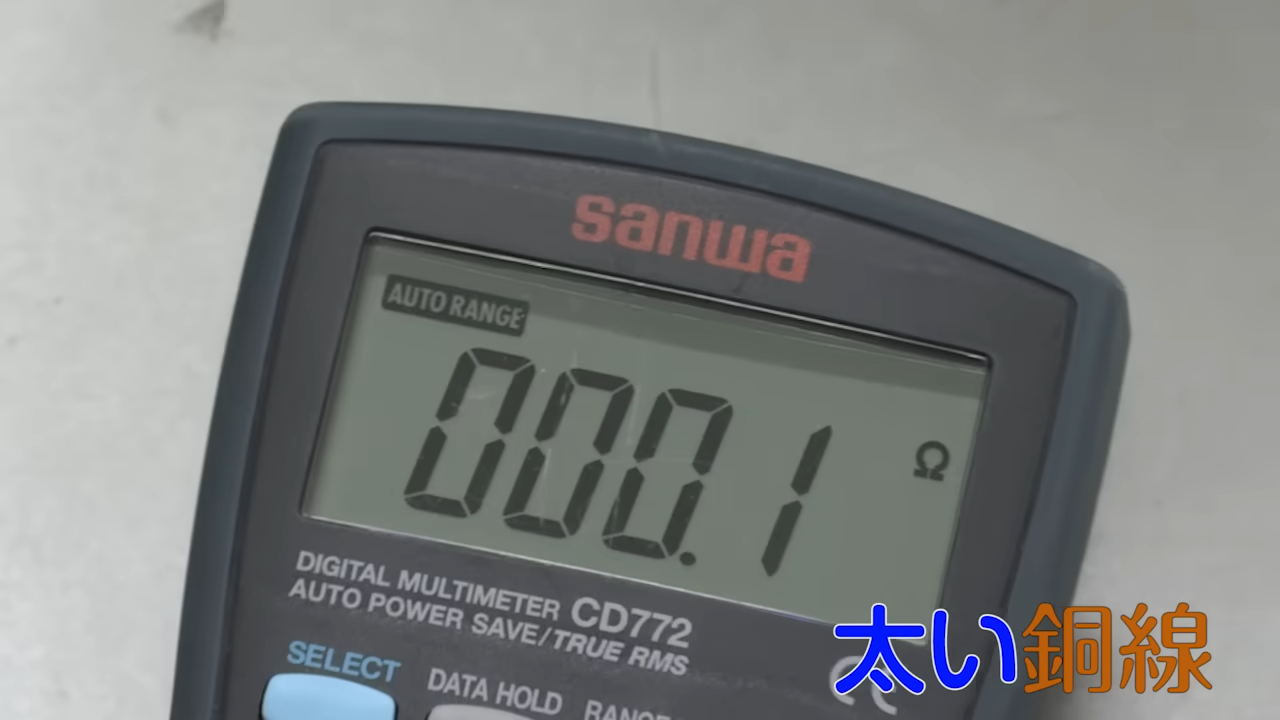 sanwa
AUTO RANGE
000.1 Ω
DIGITAL MULTIMETER CD772
AUTO POWER SAVE/TRUE RMS
SELECT
DATA HOLD
RANGE
太い銅線